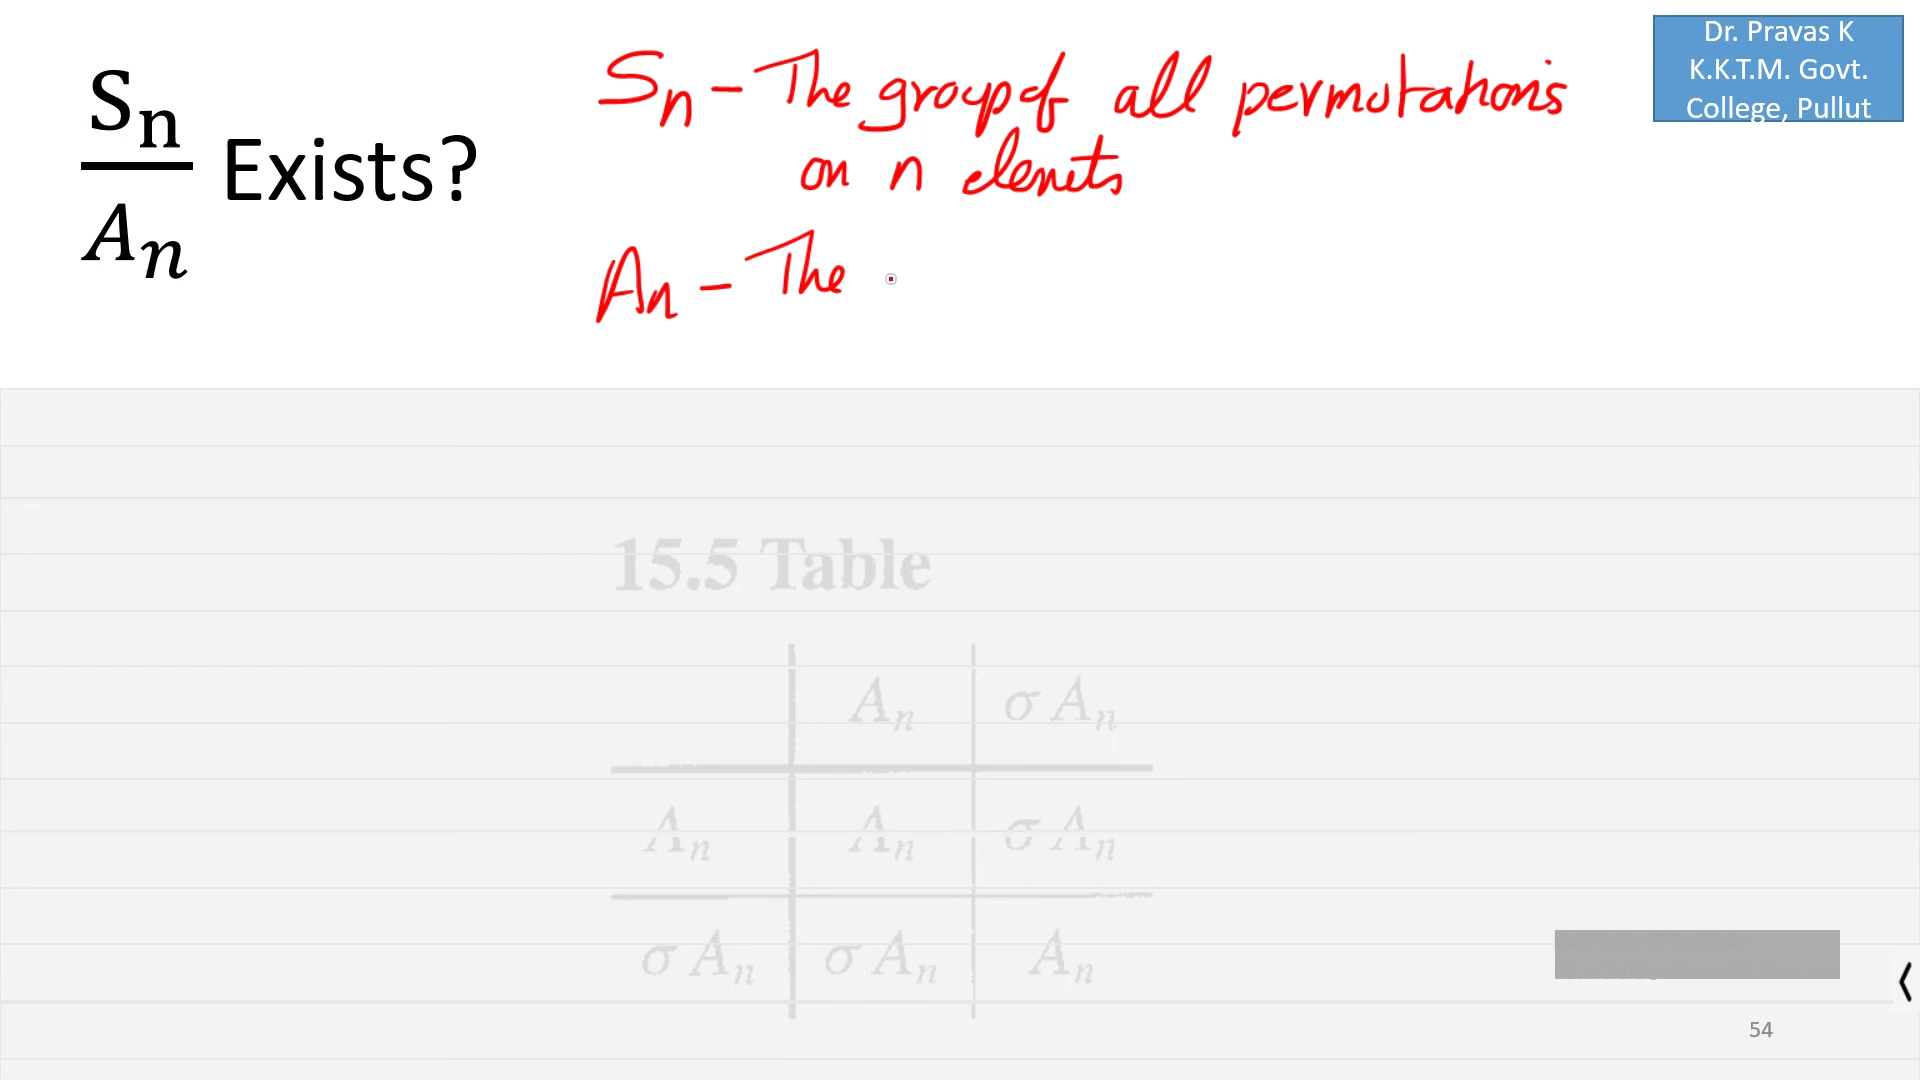 Sn
An
Exists?
Sn – The group of all permutations
on n elenets
An – The
Dr. Pravas K
K.K.T.M. Govt.
College, Pullut
15.5 Table
An σ An
An An σ An
σ An σ An An
54